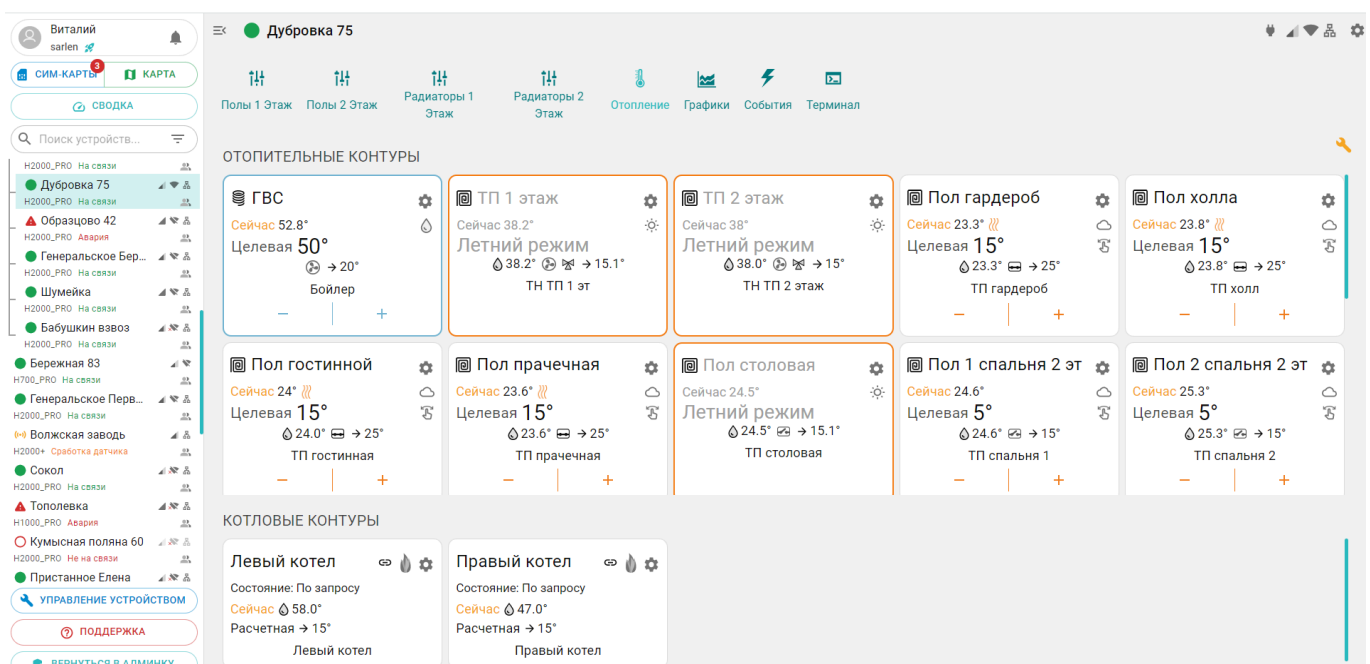 Виталий
sarlen
3
СИМ-КАРТЫ
КАРТА
СВОДКА
Поиск устройств...
H2000_PRO На связи
Дубровка 75
H2000_PRO На связи
Образцово 42
H2000_PRO Авария
Генеральское Бер...
H2000_PRO На связи
Шумейка
H2000_PRO На связи
Бабушкин взвоз
H2000_PRO На связи
Бережная 83
H700_PRO На связи
Генеральское Перв...
H2000_PRO На связи
Волжская заводь
H2000+ Сработка датчика
Сокол
H2000_PRO На связи
Тополевка
H1000_PRO Авария
Кумысная поляна 60
H2000_PRO Не на связи
Пристанное Елена
УПРАВЛЕНИЕ УСТРОЙСТВОМ
ПОДДЕРЖКА
ВЕРНУТЬСЯ В АДМИНКУ
Дубровка 75
Полы 1 Этаж
Полы 2 Этаж
Радиаторы 1
Этаж
Радиаторы 2
Этаж
Отопление
Графики
События
Терминал
ОТОПИТЕЛЬНЫЕ КОНТУРЫ
ГВС
Сейчас 52.8°
Целевая 50°
→ 20°
Бойлер
− +
ТП 1 этаж
Сейчас 38.2°
Летний режим
38.2° → 15.1°
ТН ТП 1 эт
ТП 2 этаж
Сейчас 38°
Летний режим
38.0° → 15°
ТН ТП 2 этаж
Пол гардероб
Сейчас 23.3°
Целевая 15°
23.3° → 25°
ТП гардероб
− +
Пол холла
Сейчас 23.8°
Целевая 15°
23.8° → 25°
ТП холл
− +
Пол гостинной
Сейчас 24°
Целевая 15°
24.0° → 25°
ТП гостинная
− +
Пол прачечная
Сейчас 23.6°
Целевая 15°
23.6° → 25°
ТП прачечная
− +
Пол столовая
Сейчас 24.5°
Летний режим
24.5° → 15.1°
ТП столовая
Пол 1 спальня 2 эт
Сейчас 24.6°
Целевая 5°
24.6° → 15°
ТП спальня 1
− +
Пол 2 спальня 2 эт
Сейчас 25.3°
Целевая 5°
25.3° → 15°
ТП спальня 2
− +
КОТЛОВЫЕ КОНТУРЫ
Левый котел
Состояние: По запросу
Сейчас 58.0°
Расчетная → 15°
Левый котел
Правый котел
Состояние: По запросу
Сейчас 47.0°
Расчетная → 15°
Правый котел